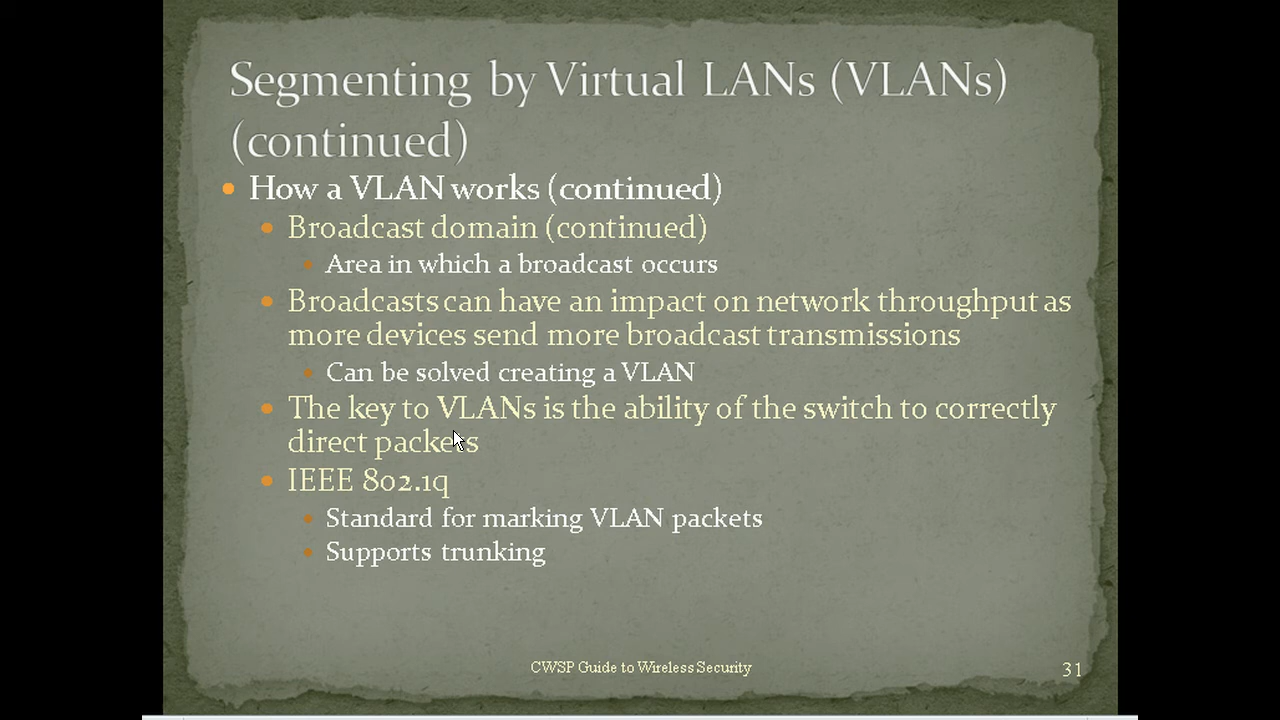 Segmenting by Virtual LANs (VLANs)
(continued)
How a VLAN works (continued)
Broadcast domain (continued)
Area in which a broadcast occurs
Broadcasts can have an impact on network throughput as
more devices send more broadcast transmissions
Can be solved creating a VLAN
The key to VLANs is the ability of the switch to correctly
direct packets
IEEE 802.1q
Standard for marking VLAN packets
Supports trunking
CWSP Guide to Wireless Security
31